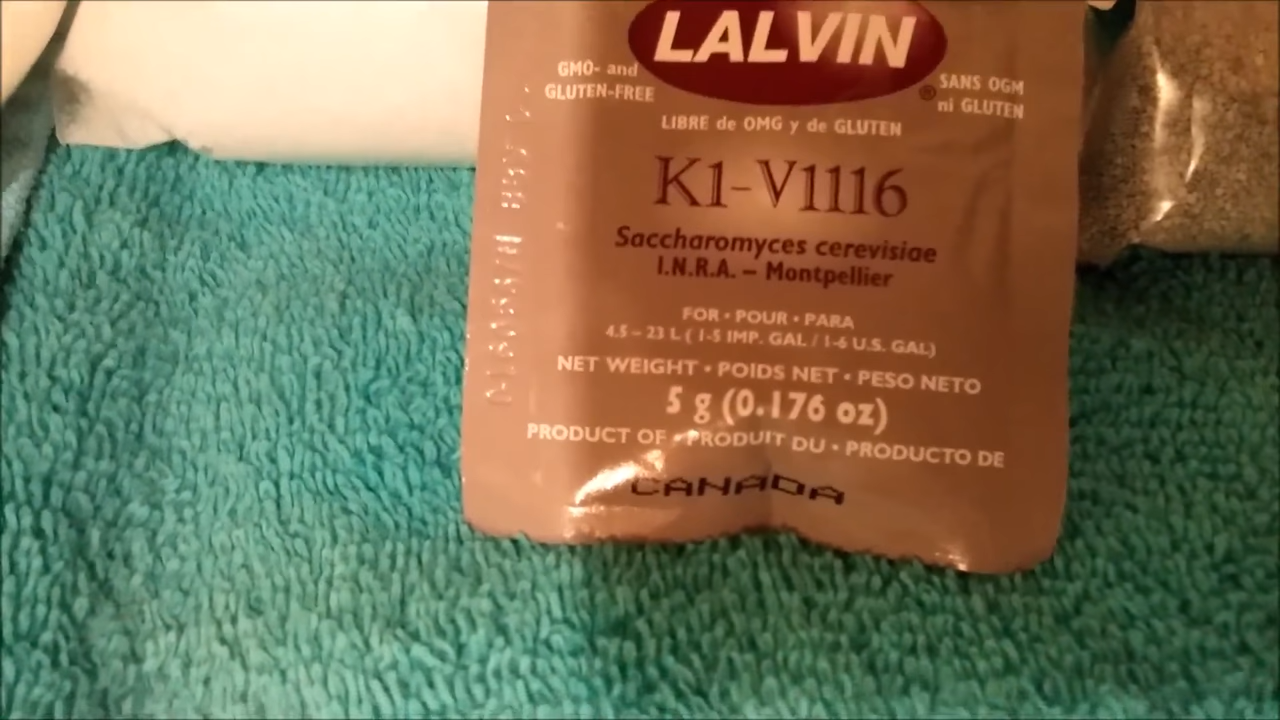 LALVIN
GMO- and
GLUTEN-FREE
®
SANS OGM
ni GLUTEN
LIBRE de OMG y de GLUTEN
K1-V1116
Saccharomyces cerevisiae
I.N.R.A. – Montpellier
FOR • POUR • PARA
4.5 – 23 L ( 1-5 IMP. GAL / 1-6 U.S. GAL)
NET WEIGHT • POIDS NET • PESO NETO
5 g (0.176 oz)
PRODUCT OF • PRODUIT DU • PRODUCTO DE
CANADA